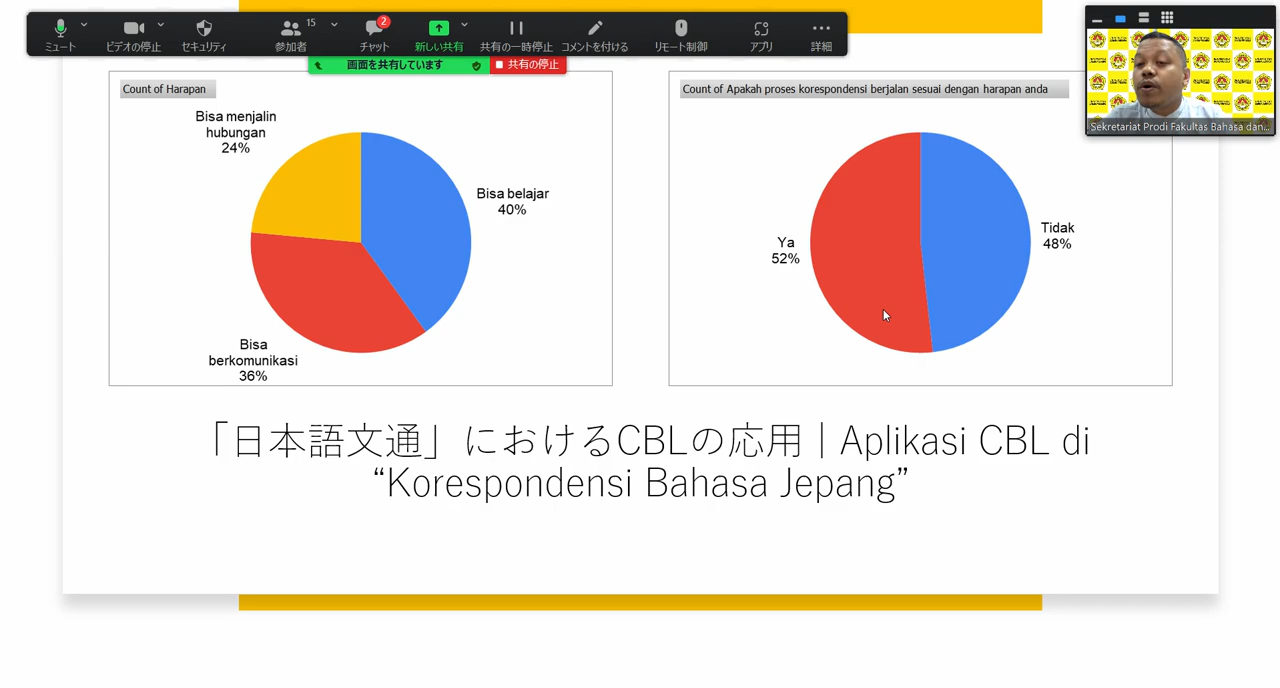 ミュート
ビデオの停止
セキュリティ
15
参加者
2
チャット
新しい共有
共有の一時停止
コメントを付ける
リモート制御
アプリ
詳細
画面を共有しています
共有の停止
Sekretariat Prodi Fakultas Bahasa dan...
Count of Harapan
Bisa menjalin
hubungan
24%
Bisa belajar
40%
Bisa
berkomunikasi
36%
Count of Apakah proses korespondensi berjalan sesuai dengan harapan anda
Ya
52%
Tidak
48%
「日本語文通」におけるCBLの応用 | Aplikasi CBL di
“Korespondensi Bahasa Jepang”